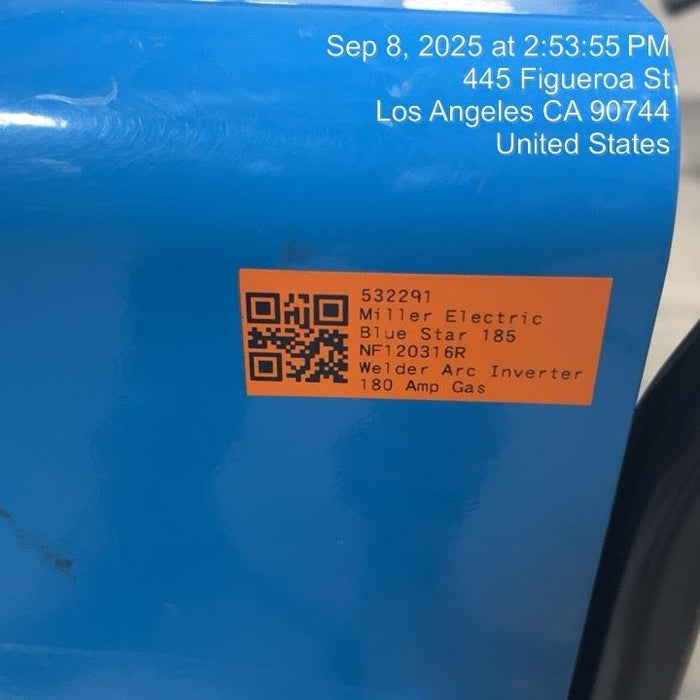 Sep 8, 2025 at 2:53:55 PM
445 Figueroa St
Los Angeles CA 90744
United States
532291
Miller Electric
Blue Star 185
NF120316R
Welder Arc Inverter
180 Amp Gas